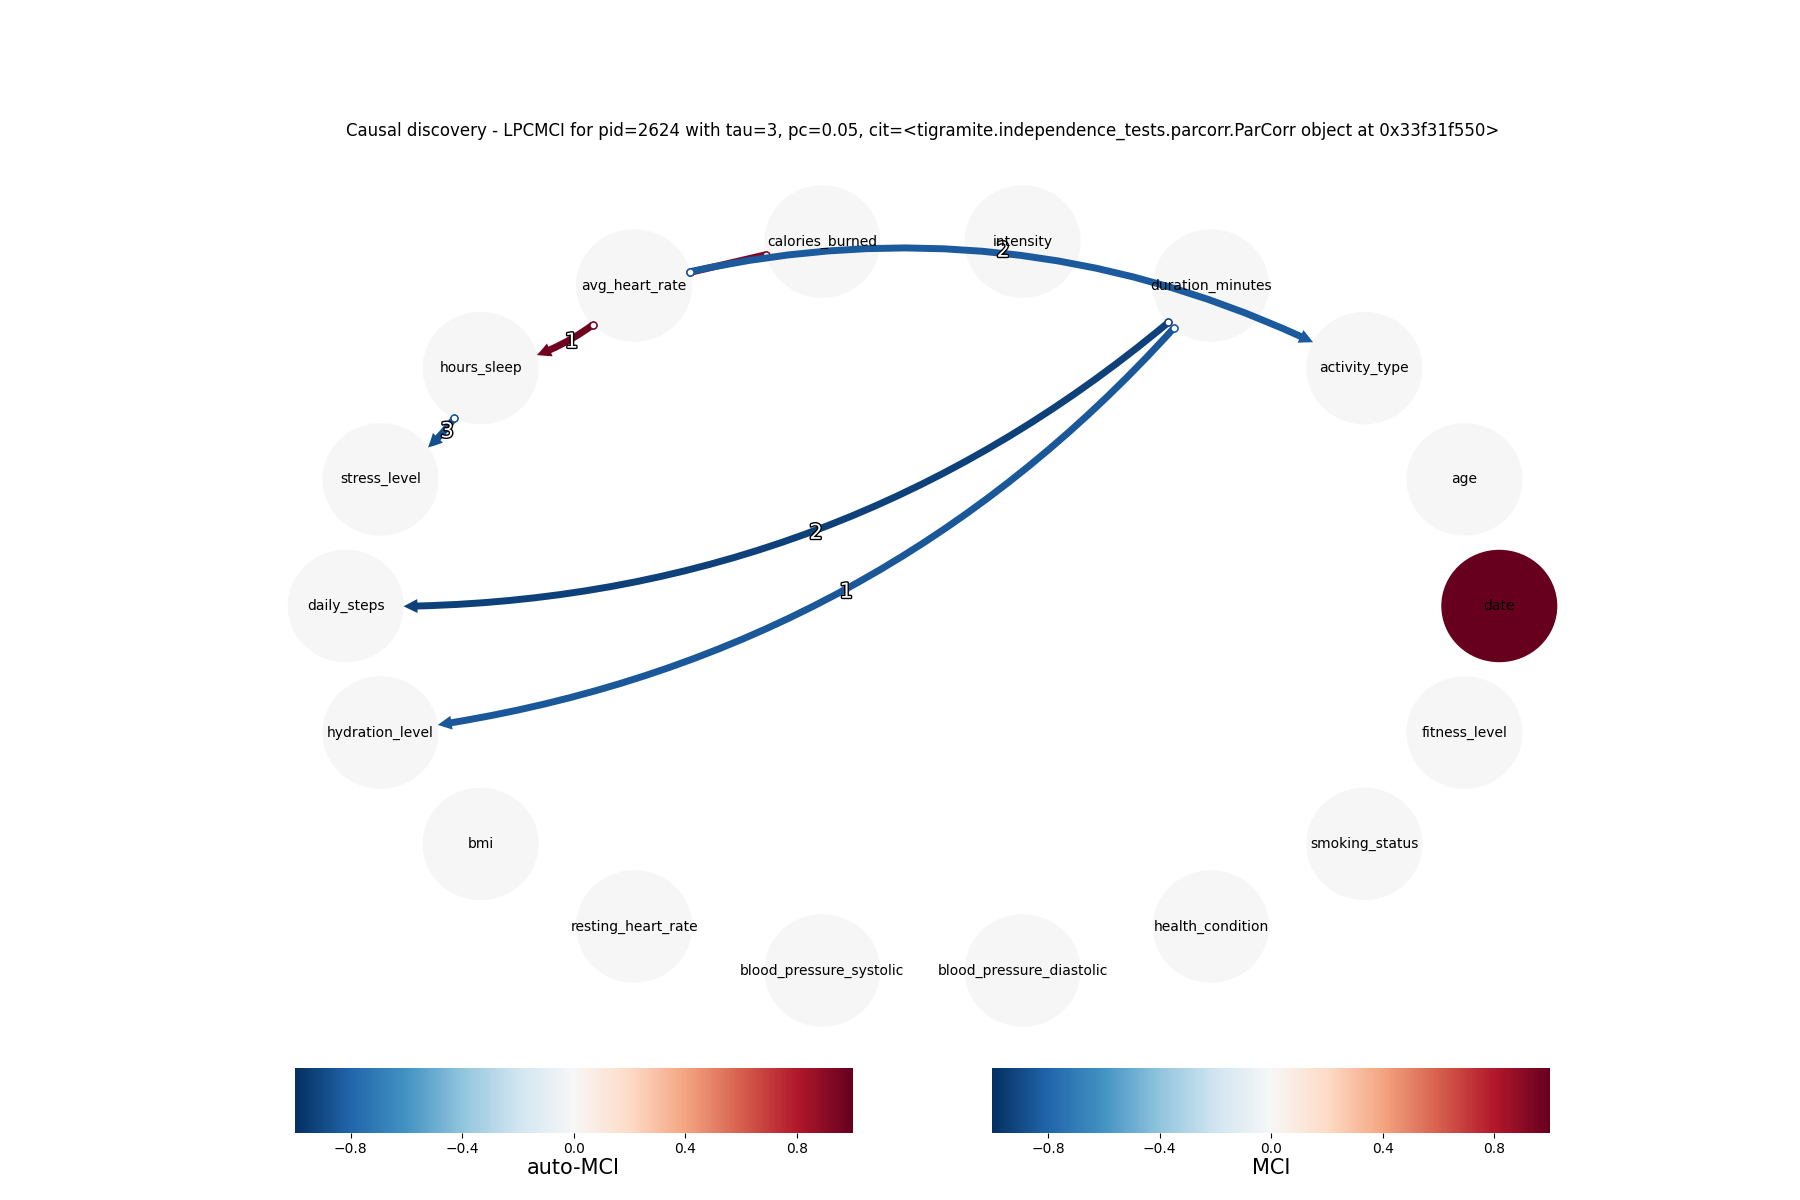 Causal discovery - LPCMCI for pid=2624 with tau=3, pc=0.05, cit=<tigramite.independence_tests.parcorr.ParCorr object at 0x33f31f550>
calories_burned
intensity
2
avg_heart_rate
duration_minutes
1
hours_sleep
activity_type
3
stress_level
age
2
1
daily_steps
date
hydration_level
fitness_level
bmi
smoking_status
resting_heart_rate
health_condition
blood_pressure_systolic
blood_pressure_diastolic
−0.8 −0.4 0.0 0.4 0.8
auto-MCI
−0.8 −0.4 0.0 0.4 0.8
MCI